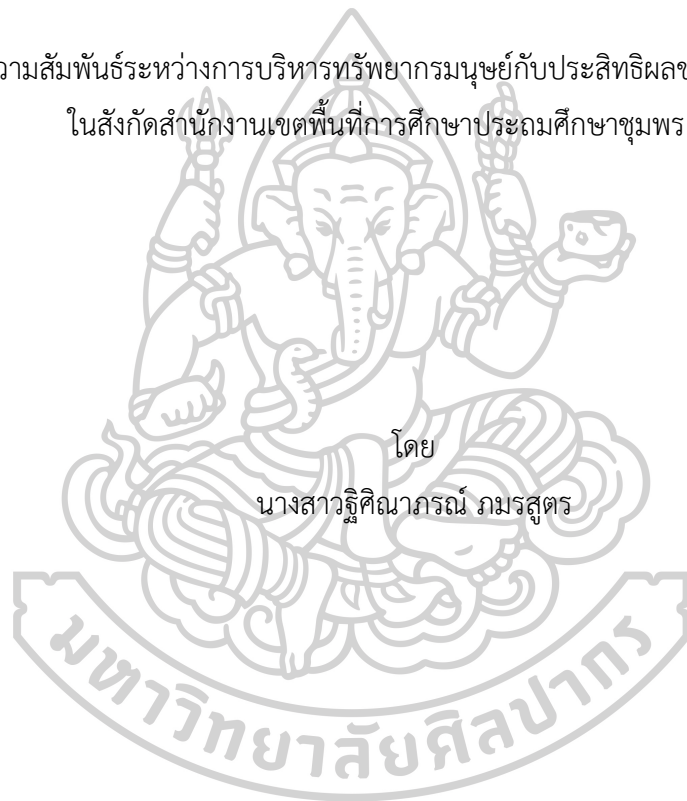 วามสัมพันธ์ระหว่างการบริหารทรัพยากรมนุษย์กับประสิทธิผลข
ในสังกัดสำนักงานเขตพื้นที่การศึกษาประถมศึกษาชุมพร
โดย
นางสาวฐิศิณาภรณ์ ภมรสูตร
มหาวิทยาลัยศิลปากร